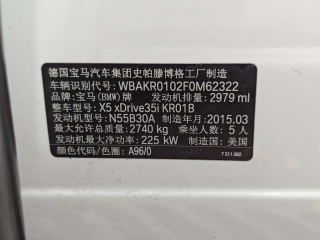 德国宝马汽车集团史帕滕博格工厂制造
车辆识别代号: WBAKR0102F0M62322
品牌: 宝马(BMW)牌 发动机排量: 2979 ml
整车型号: X5 xDrive35i KR01B
发动机型号: N55B30A 制造年月: 2015.03
最大允许总质量: 2740 kg 乘坐人数: 5 人
发动机最大净功率: 225 kW 制造国: 美国
颜色代码/色圈: A96/0